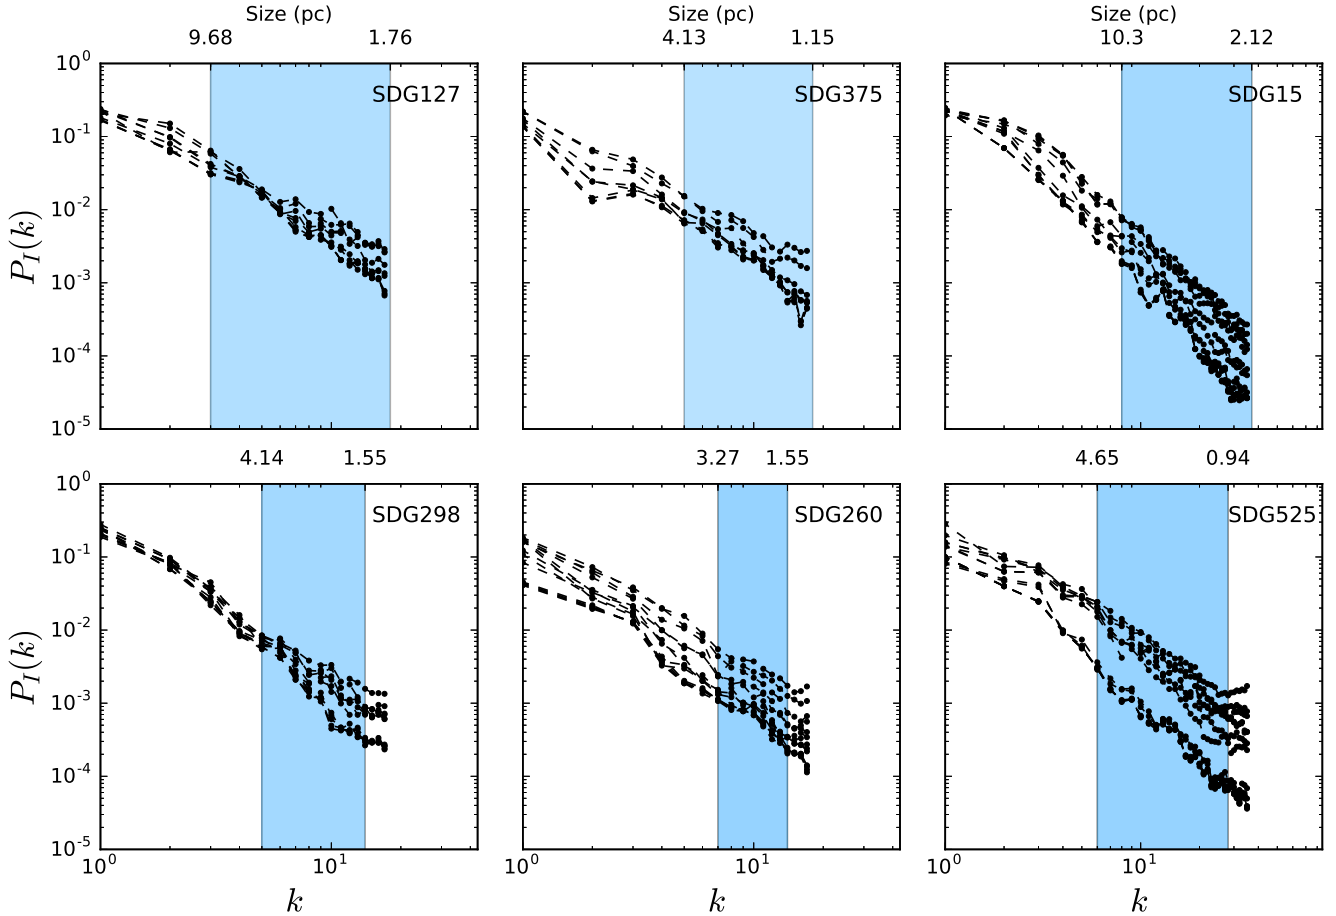 Size (pc) Size (pc) Size (pc)
9.68 1.76 4.13 1.15 10.3 2.12
10^0
SDG127 SDG375 SDG15
10^-1
10^-2
P_I(k)
10^-3
10^-4
10^-5
4.14 1.55 3.27 1.55 4.65 0.94
10^0
SDG298 SDG260 SDG525
10^-1
10^-2
P_I(k)
10^-3
10^-4
10^-5
10^0 10^1 10^0 10^1 10^0 10^1
k k k